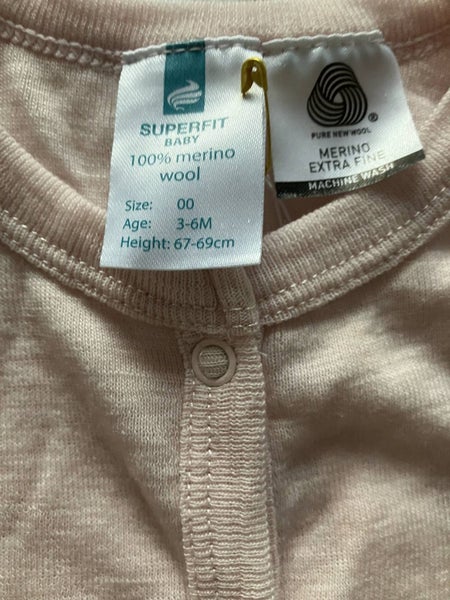 SUPERFIT
BABY
100% merino
wool
Size: 00
Age: 3-6M
Height: 67-69cm
®
PURE NEW WOOL
MERINO
EXTRA FINE
MACHINE WASH